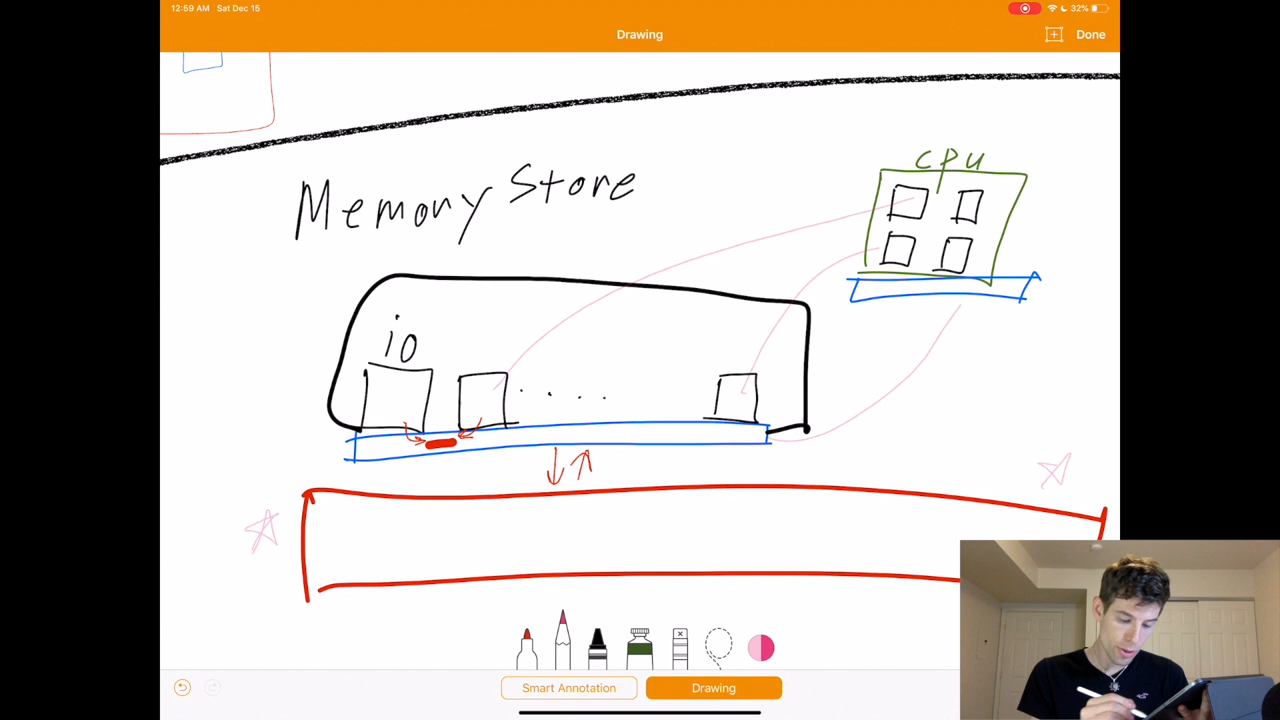 12:59 AM Sat Dec 15
32%
Drawing
Done
cpu
Memory Store
io
Smart Annotation
Drawing